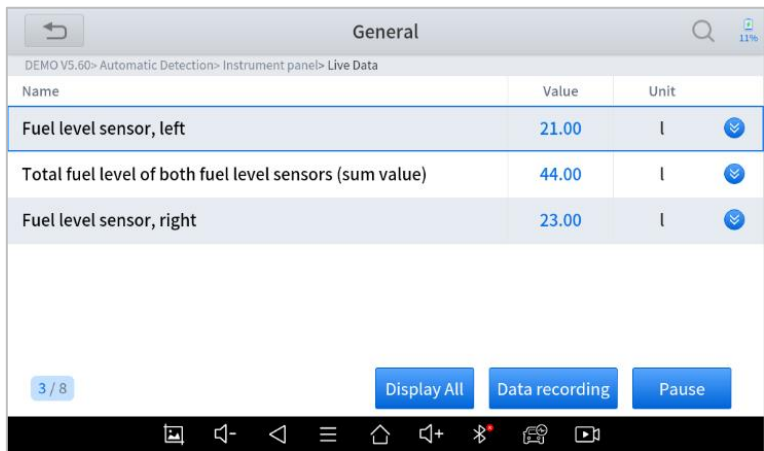 General
11%
DEMO V5.60> Automatic Detection> Instrument panel> Live Data
Name Value Unit
Fuel level sensor, left 21.00 l
Total fuel level of both fuel level sensors (sum value) 44.00 l
Fuel level sensor, right 23.00 l
3 / 8 Display All Data recording Pause